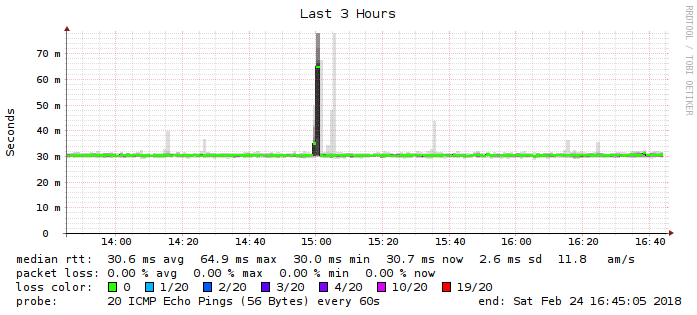 Last 3 Hours
RRDTOOL / TOBI OETIKER
Seconds
70 m
60 m
50 m
40 m
30 m
20 m
10 m
0
14:00 14:20 14:40 15:00 15:20 15:40 16:00 16:20 16:40
median rtt: 30.6 ms avg 64.9 ms max 30.0 ms min 30.7 ms now 2.6 ms sd 11.8 am/s
packet loss: 0.00 % avg 0.00 % max 0.00 % min 0.00 % now
loss color: 0 1/20 2/20 3/20 4/20 10/20 19/20
probe: 20 ICMP Echo Pings (56 Bytes) every 60s end: Sat Feb 24 16:45:05 2018